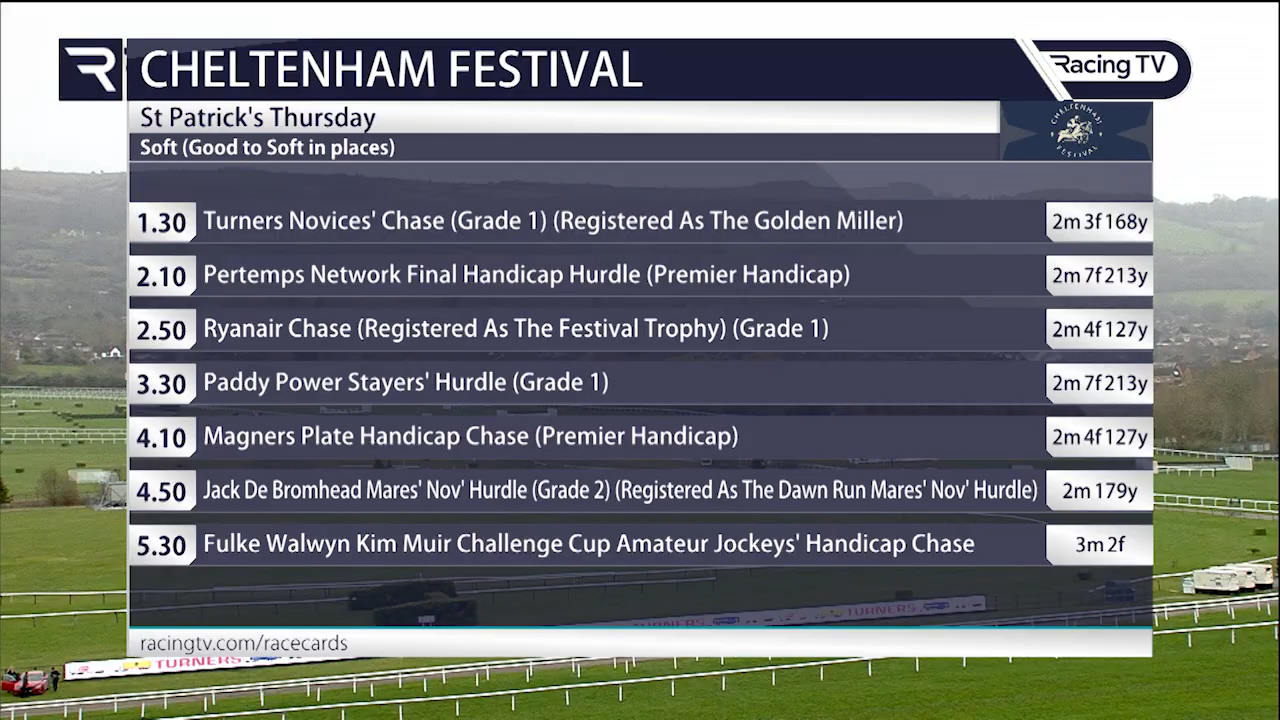 CHELTENHAM FESTIVAL
Racing TV
St Patrick's Thursday
CHELTENHAM
FESTIVAL
Soft (Good to Soft in places)
1.30 Turners Novices' Chase (Grade 1) (Registered As The Golden Miller) 2m 3f 168y
2.10 Pertemps Network Final Handicap Hurdle (Premier Handicap) 2m 7f 213y
2.50 Ryanair Chase (Registered As The Festival Trophy) (Grade 1) 2m 4f 127y
3.30 Paddy Power Stayers' Hurdle (Grade 1) 2m 7f 213y
4.10 Magners Plate Handicap Chase (Premier Handicap) 2m 4f 127y
4.50 Jack De Bromhead Mares' Nov' Hurdle (Grade 2) (Registered As The Dawn Run Mares' Nov' Hurdle) 2m 179y
5.30 Fulke Walwyn Kim Muir Challenge Cup Amateur Jockeys' Handicap Chase 3m 2f
TURNERS TURNERS
racingtv.com/racecards
TURNERS